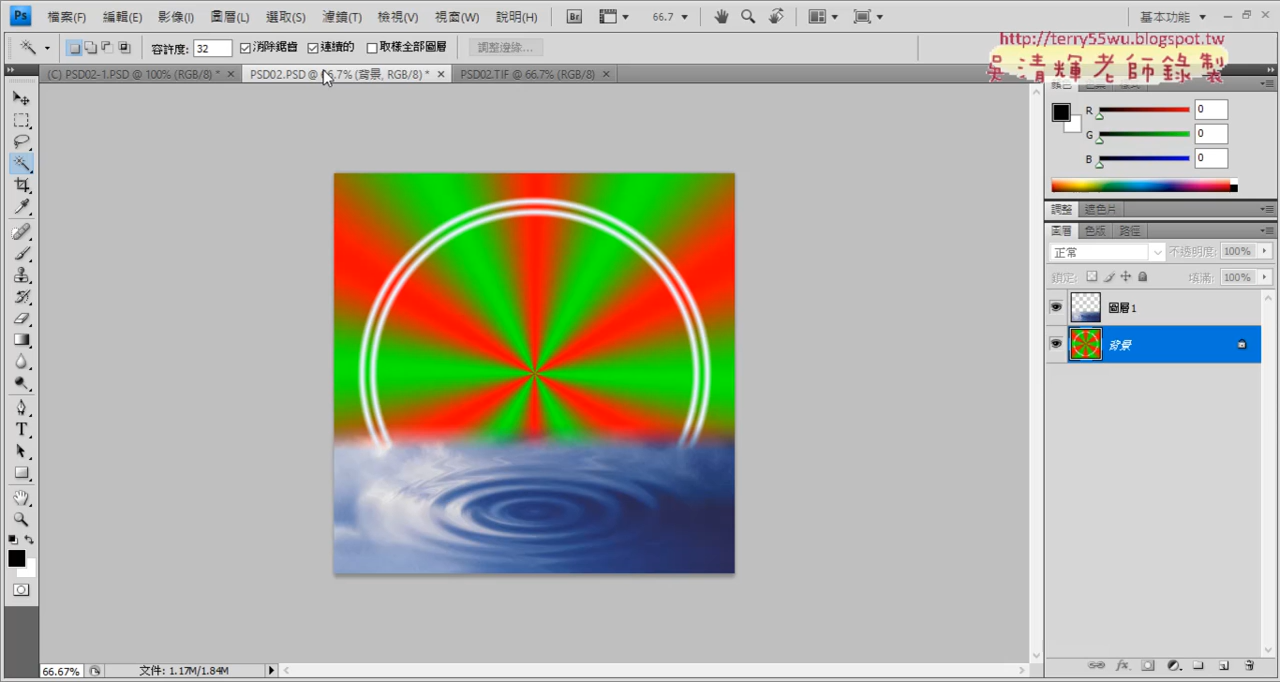 Ps 檔案(F) 編輯(E) 影像(I) 圖層(L) 選取(S) 濾鏡(T) 檢視(V) 視窗(W) 說明(H) Br 66.7 基本功能
容許度: 32 消除鋸齒 連續的 取樣全部圖層 調整邊緣...
http://terry55wu.blogspot.tw
吳清輝老師錄製
(C) PSD02-1.PSD @ 100% (RGB/8) * PSD02.PSD @ 66.7% (背景, RGB/8) * PSD02.TIF @ 66.7% (RGB/8)
R 0
G 0
B 0
調整 遮色片
圖層 色版 路徑
正常 不透明度: 100%
鎖定: 填滿: 100%
圖層 1
背景
66.67% 文件: 1.17M/1.84M